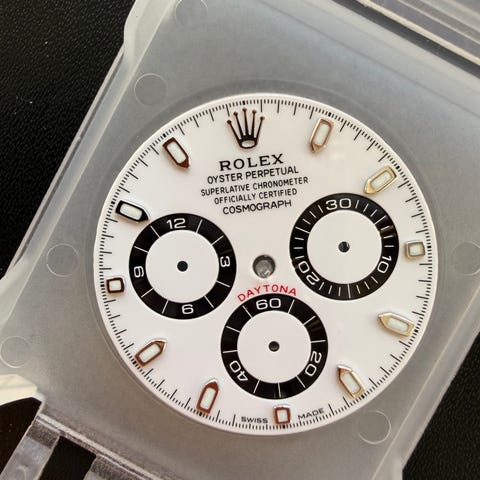 ROLEX
OYSTER PERPETUAL
SUPERLATIVE CHRONOMETER
OFFICIALLY CERTIFIED
COSMOGRAPH
30
10
20
12
3
6
9
DAYTONA
60
20
40
SWISS MADE